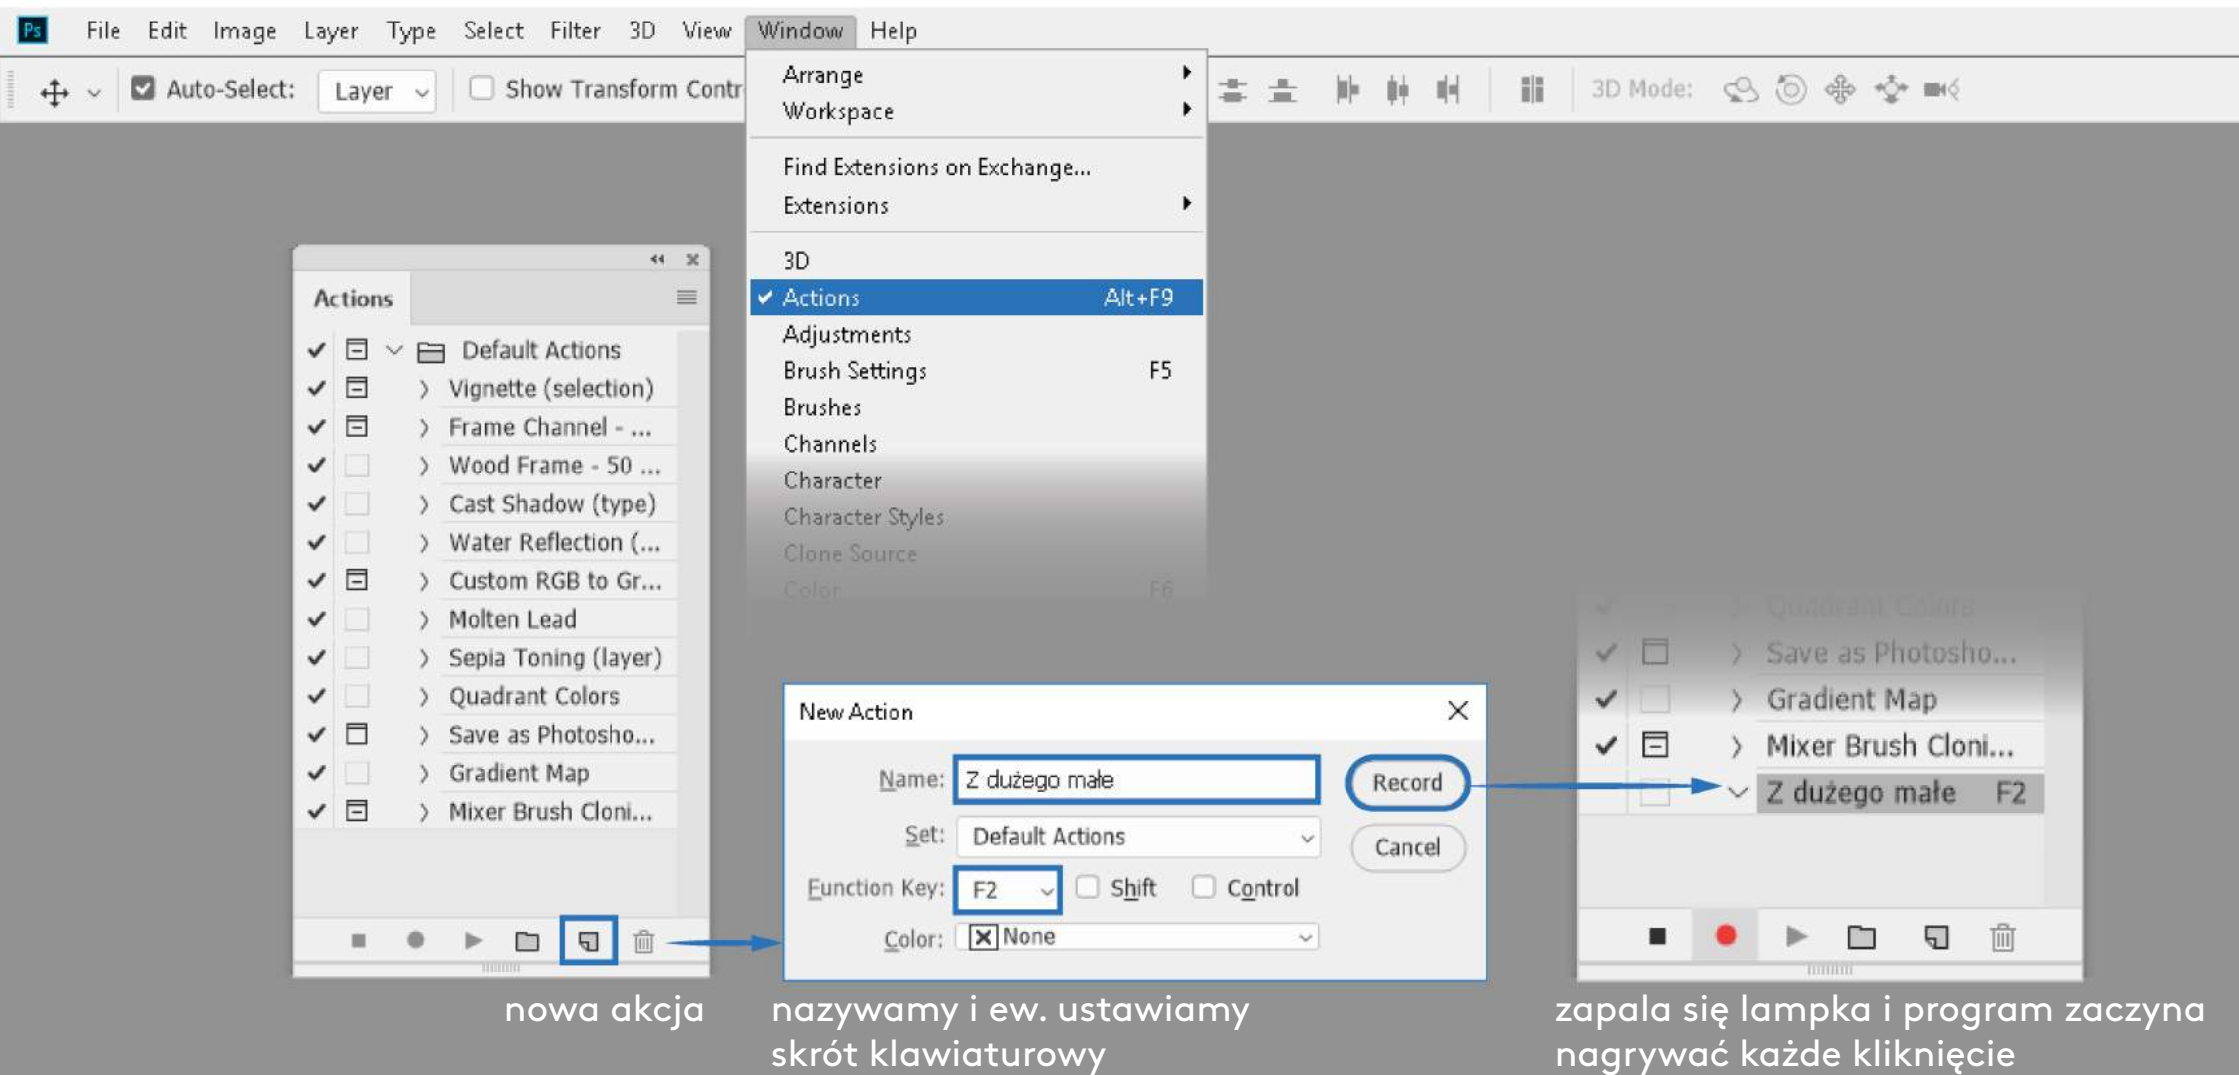 Ps File Edit Image Layer Type Select Filter 3D View Window Help
Auto-Select: Layer Show Transform Contr 3D Mode:
Arrange
Workspace
Find Extensions on Exchange...
Extensions
3D
Actions Alt+F9
Adjustments
Brush Settings F5
Brushes
Channels
Character
Character Styles
Clone Source
Color F6
Actions
Default Actions
Vignette (selection)
Frame Channel - ...
Wood Frame - 50 ...
Cast Shadow (type)
Water Reflection (...
Custom RGB to Gr...
Molten Lead
Sepia Toning (layer)
Quadrant Colors
Save as Photosho...
Gradient Map
Mixer Brush Cloni...
nowa akcja
New Action
Name: Z dużego małe
Record
Set: Default Actions
Cancel
Function Key: F2 Shift Control
Color: None
nazywamy i ew. ustawiamy
skrót klawiaturowy
Quadrant Colors
Save as Photosho...
Gradient Map
Mixer Brush Cloni...
Z dużego małe F2
zapala się lampka i program zaczyna
nagrywać każde kliknięcie